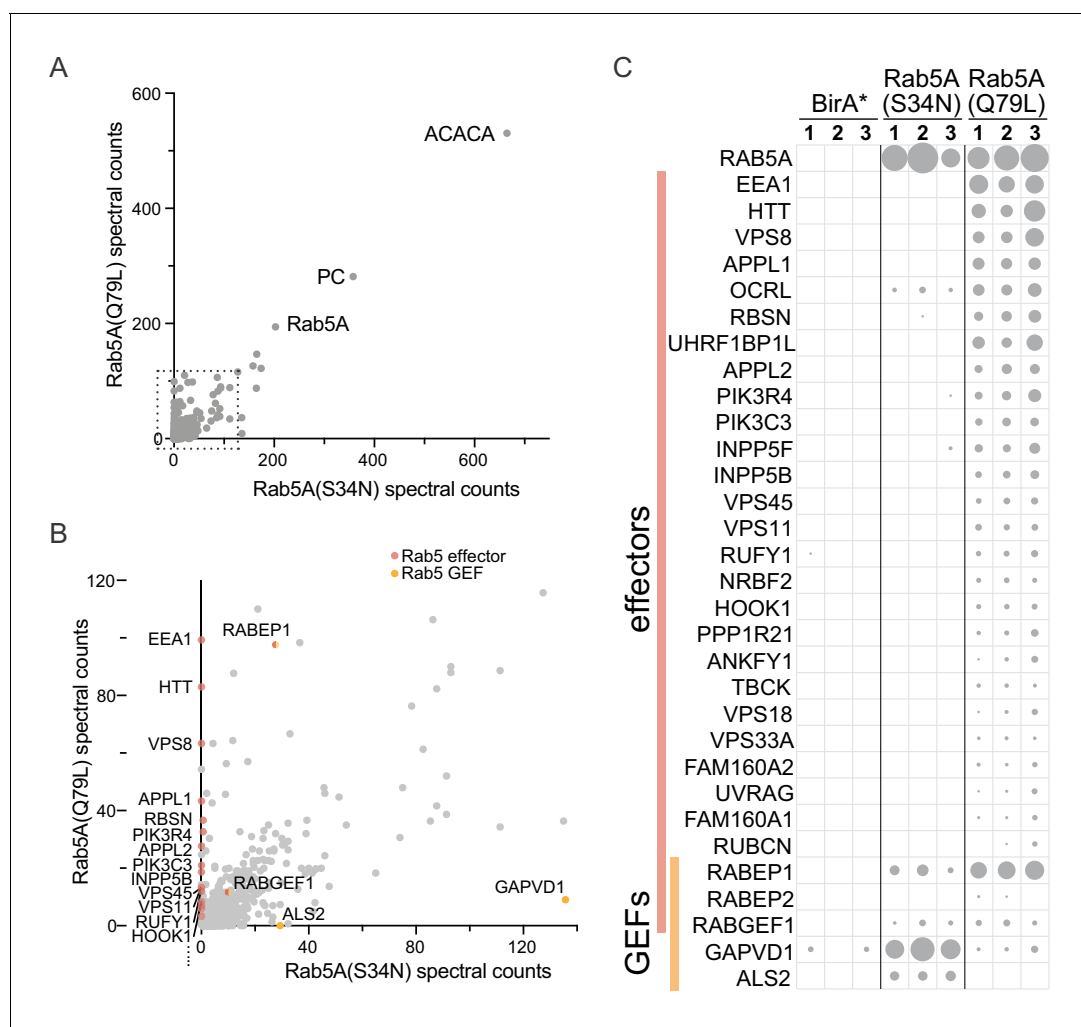 A
600
400
200
0
0
200
400
600
Rab5A(Q79L) spectral counts
Rab5A(S34N) spectral counts
ACACA
PC
Rab5A
B
Rab5 effector
Rab5 GEF
120
80
40
0
0
40
80
120
Rab5A(Q79L) spectral counts
Rab5A(S34N) spectral counts
EEA1
RABEP1
HTT
VPS8
APPL1
RBSN
PIK3R4
APPL2
PIK3C3
INPP5B
VPS45
VPS11
RUFY1
HOOK1
RABGEF1
ALS2
GAPVD1
C
BirA*
Rab5A
(S34N)
Rab5A
(Q79L)
1 2 3 1 2 3 1 2 3
RAB5A
EEA1
HTT
VPS8
APPL1
OCRL
RBSN
UHRF1BP1L
APPL2
PIK3R4
PIK3C3
INPP5F
INPP5B
VPS45
VPS11
RUFY1
NRBF2
HOOK1
PPP1R21
ANKFY1
TBCK
VPS18
VPS33A
FAM160A2
UVRAG
FAM160A1
RUBCN
RABEP1
RABEP2
RABGEF1
GAPVD1
ALS2
effectors
GEFs